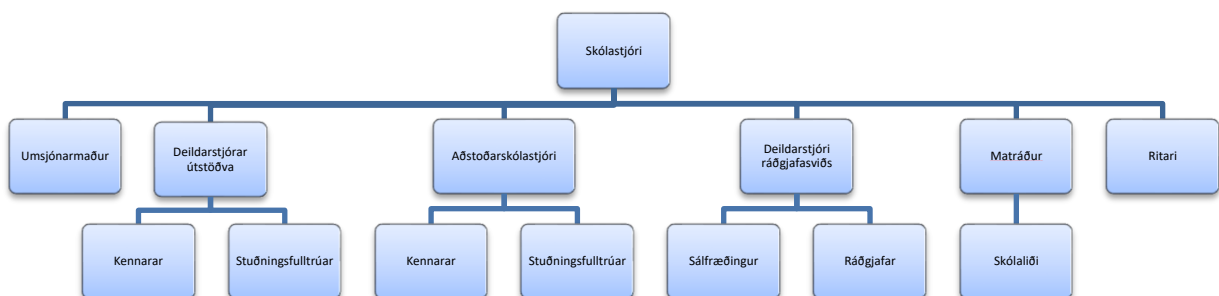 Skólastjóri
Umsjónarmaður
Deildarstjórar
útstöðva
Aðstoðarskólastjóri
Deildarstjóri
ráðgjafasviðs
Matráður
Ritari
Kennarar
Stuðningsfulltrúar
Kennarar
Stuðningsfulltrúar
Sálfræðingur
Ráðgjafar
Skólaliði